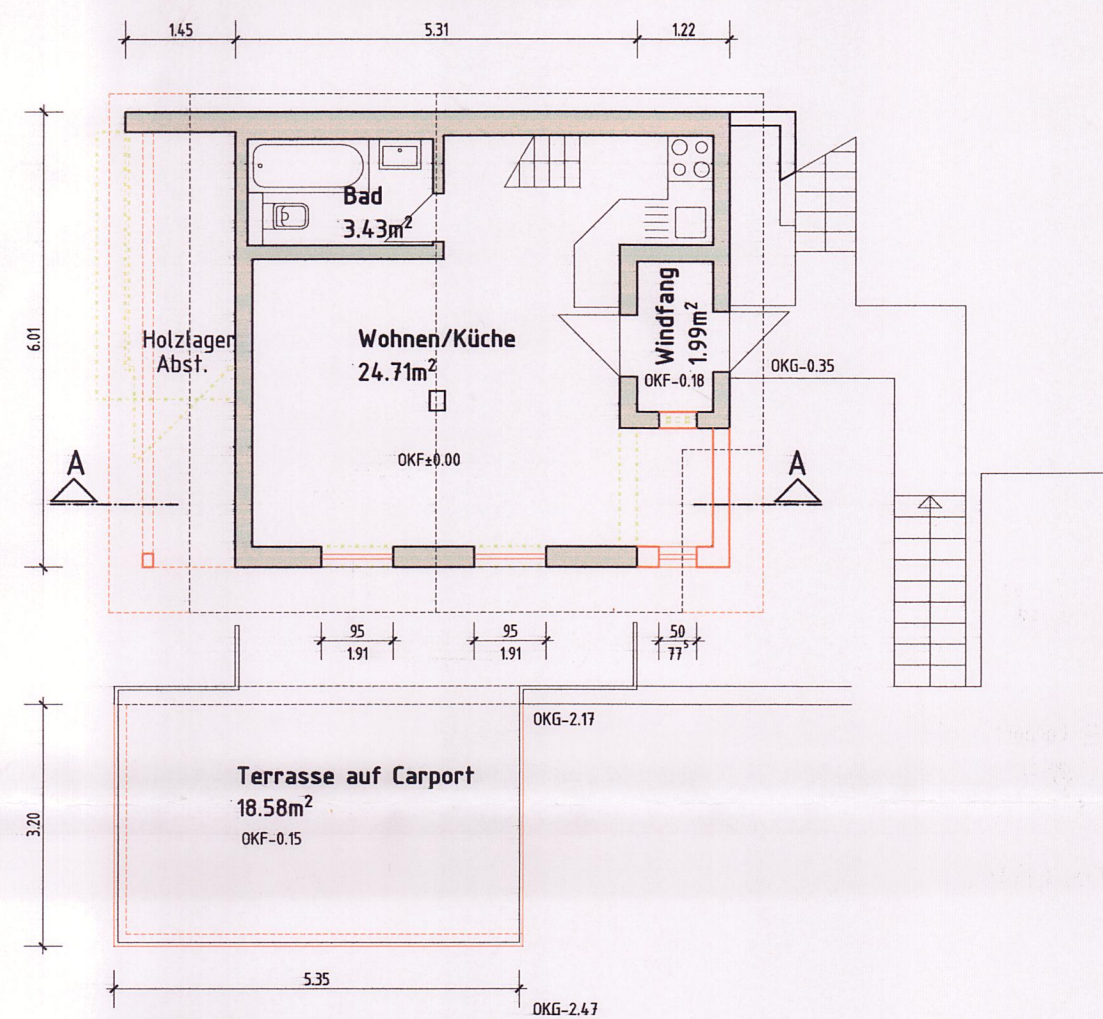 1.45
5.31
1.22
6.01
Bad
3.43m²
Holzlager
Abst.
Wohnen/Küche
24.71m²
Windfang
1.99m²
OKF-0.18
OKG-0.35
OKF±0.00
A
A
95
1.91
95
1.91
50
77⁵
OKG-2.17
Terrasse auf Carport
18.58m²
OKF-0.15
3.20
5.35
OKG-2.47